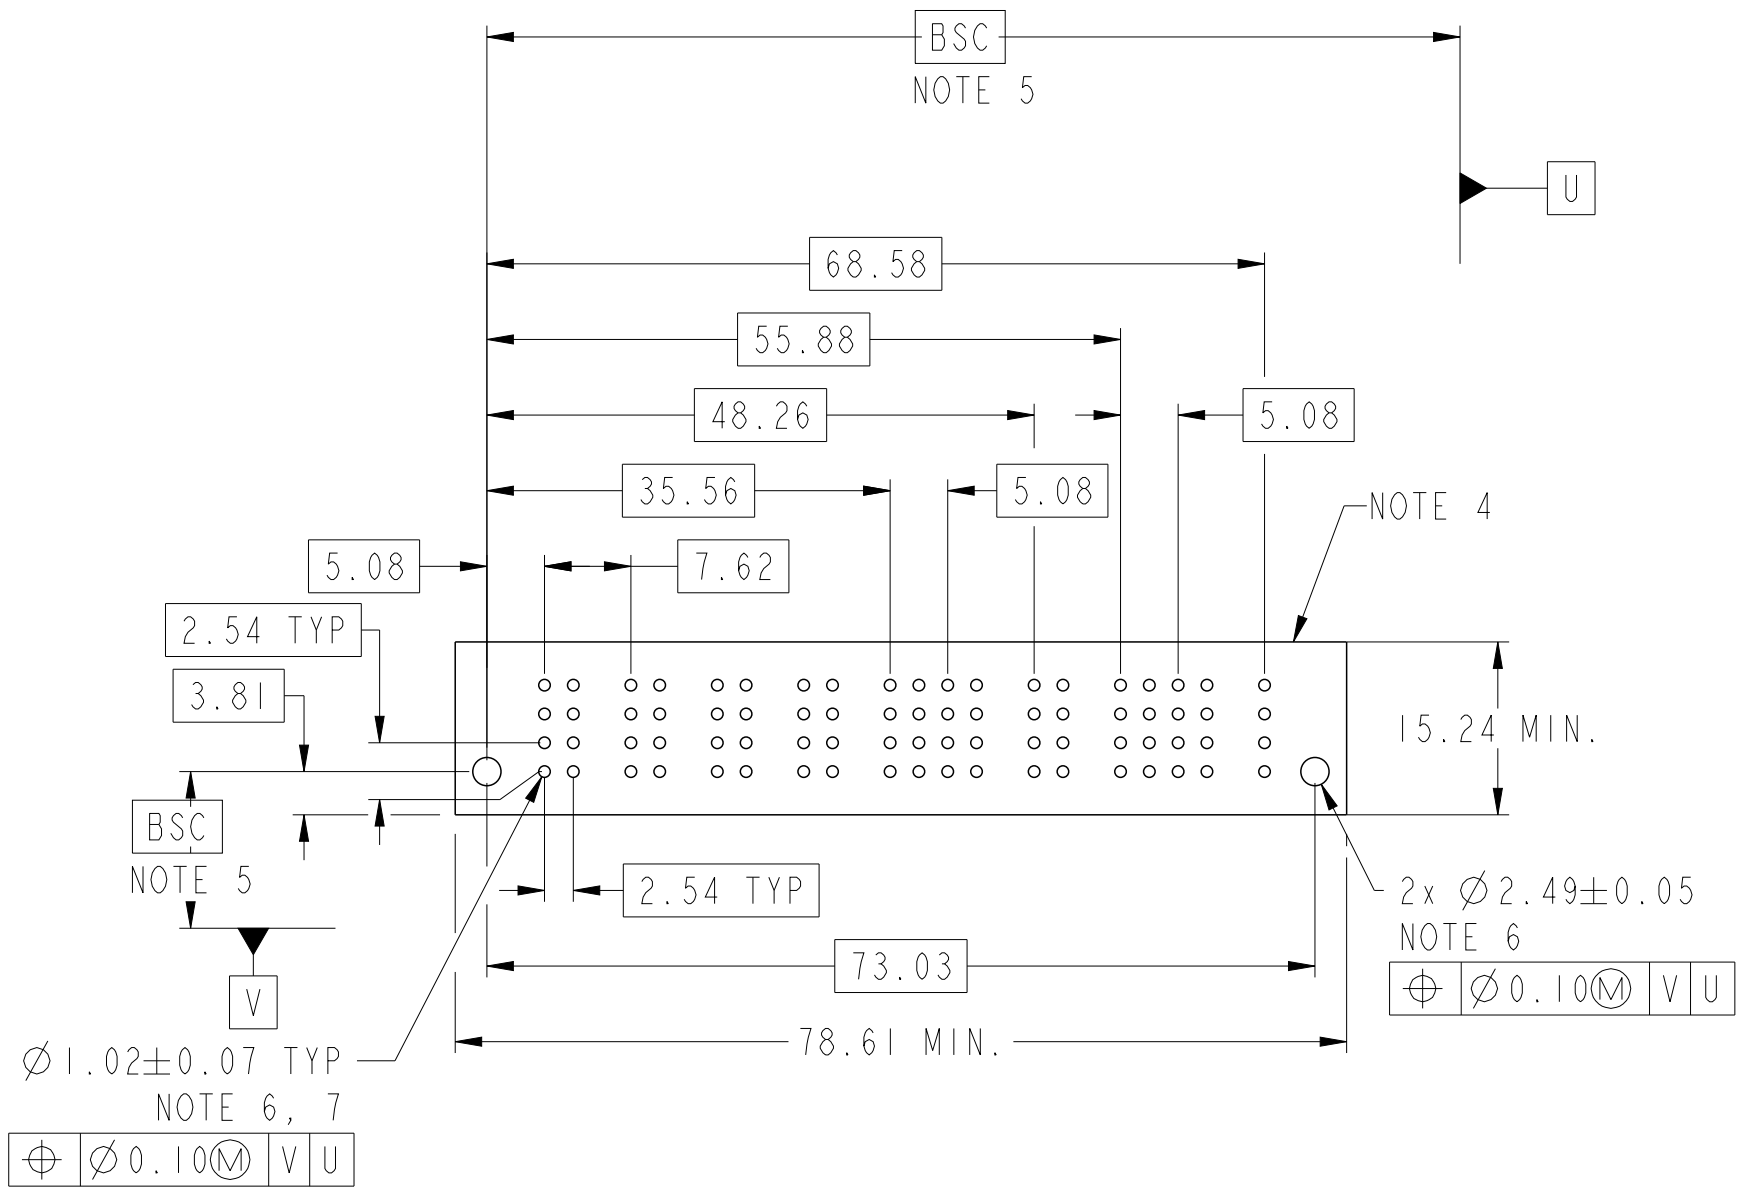 BSC
NOTE 5
U
68.58
55.88
48.26
5.08
35.56
5.08
NOTE 4
5.08
7.62
2.54 TYP
3.81
15.24 MIN.
BSC
NOTE 5
2.54 TYP
2x ⌀2.49±0.05
NOTE 6
⌖ ⌀0.10Ⓜ V U
73.03
V
78.61 MIN.
⌀1.02±0.07 TYP
NOTE 6, 7
⌖ ⌀0.10Ⓜ V U